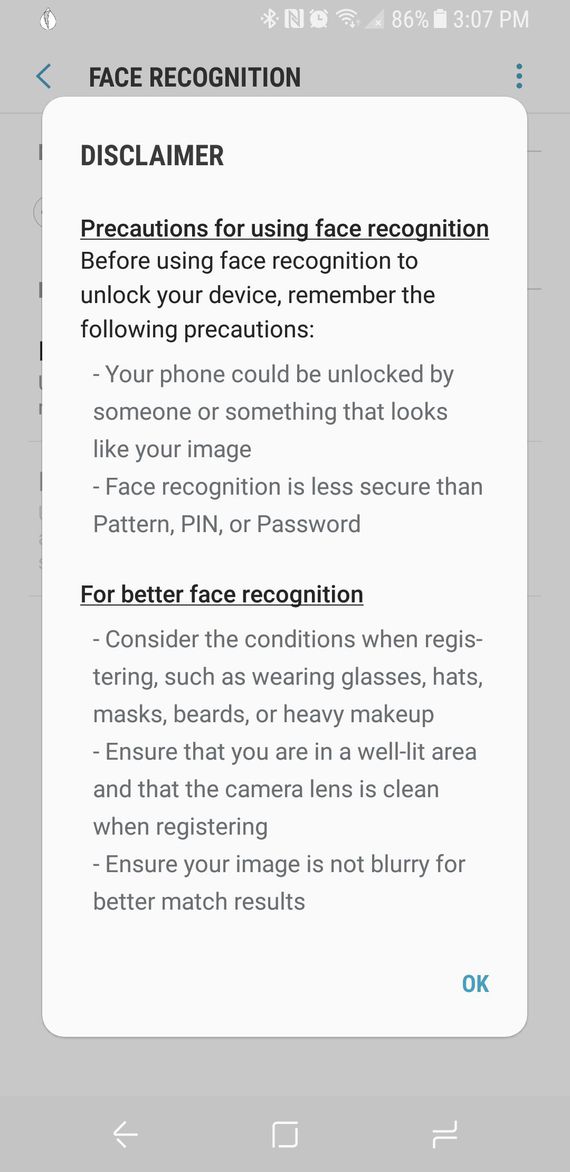 86% 3:07 PM
FACE RECOGNITION
DISCLAIMER
Precautions for using face recognition
Before using face recognition to
unlock your device, remember the
following precautions:
- Your phone could be unlocked by
someone or something that looks
like your image
- Face recognition is less secure than
Pattern, PIN, or Password
For better face recognition
- Consider the conditions when regis-
tering, such as wearing glasses, hats,
masks, beards, or heavy makeup
- Ensure that you are in a well-lit area
and that the camera lens is clean
when registering
- Ensure your image is not blurry for
better match results
OK